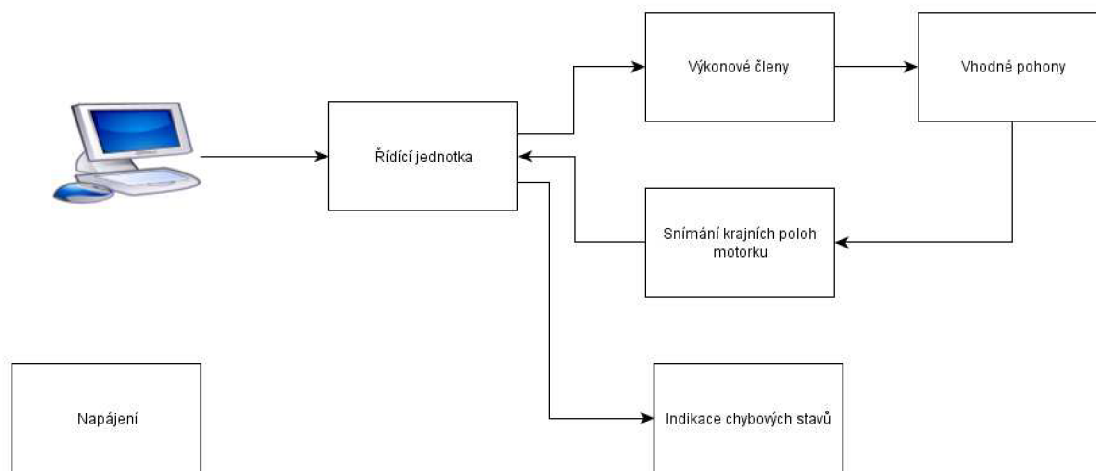 Výkonové členy
Vhodné pohony
Řídící jednotka
Snímání krajních poloh
motorku
Napájení
Indikace chybových stavů